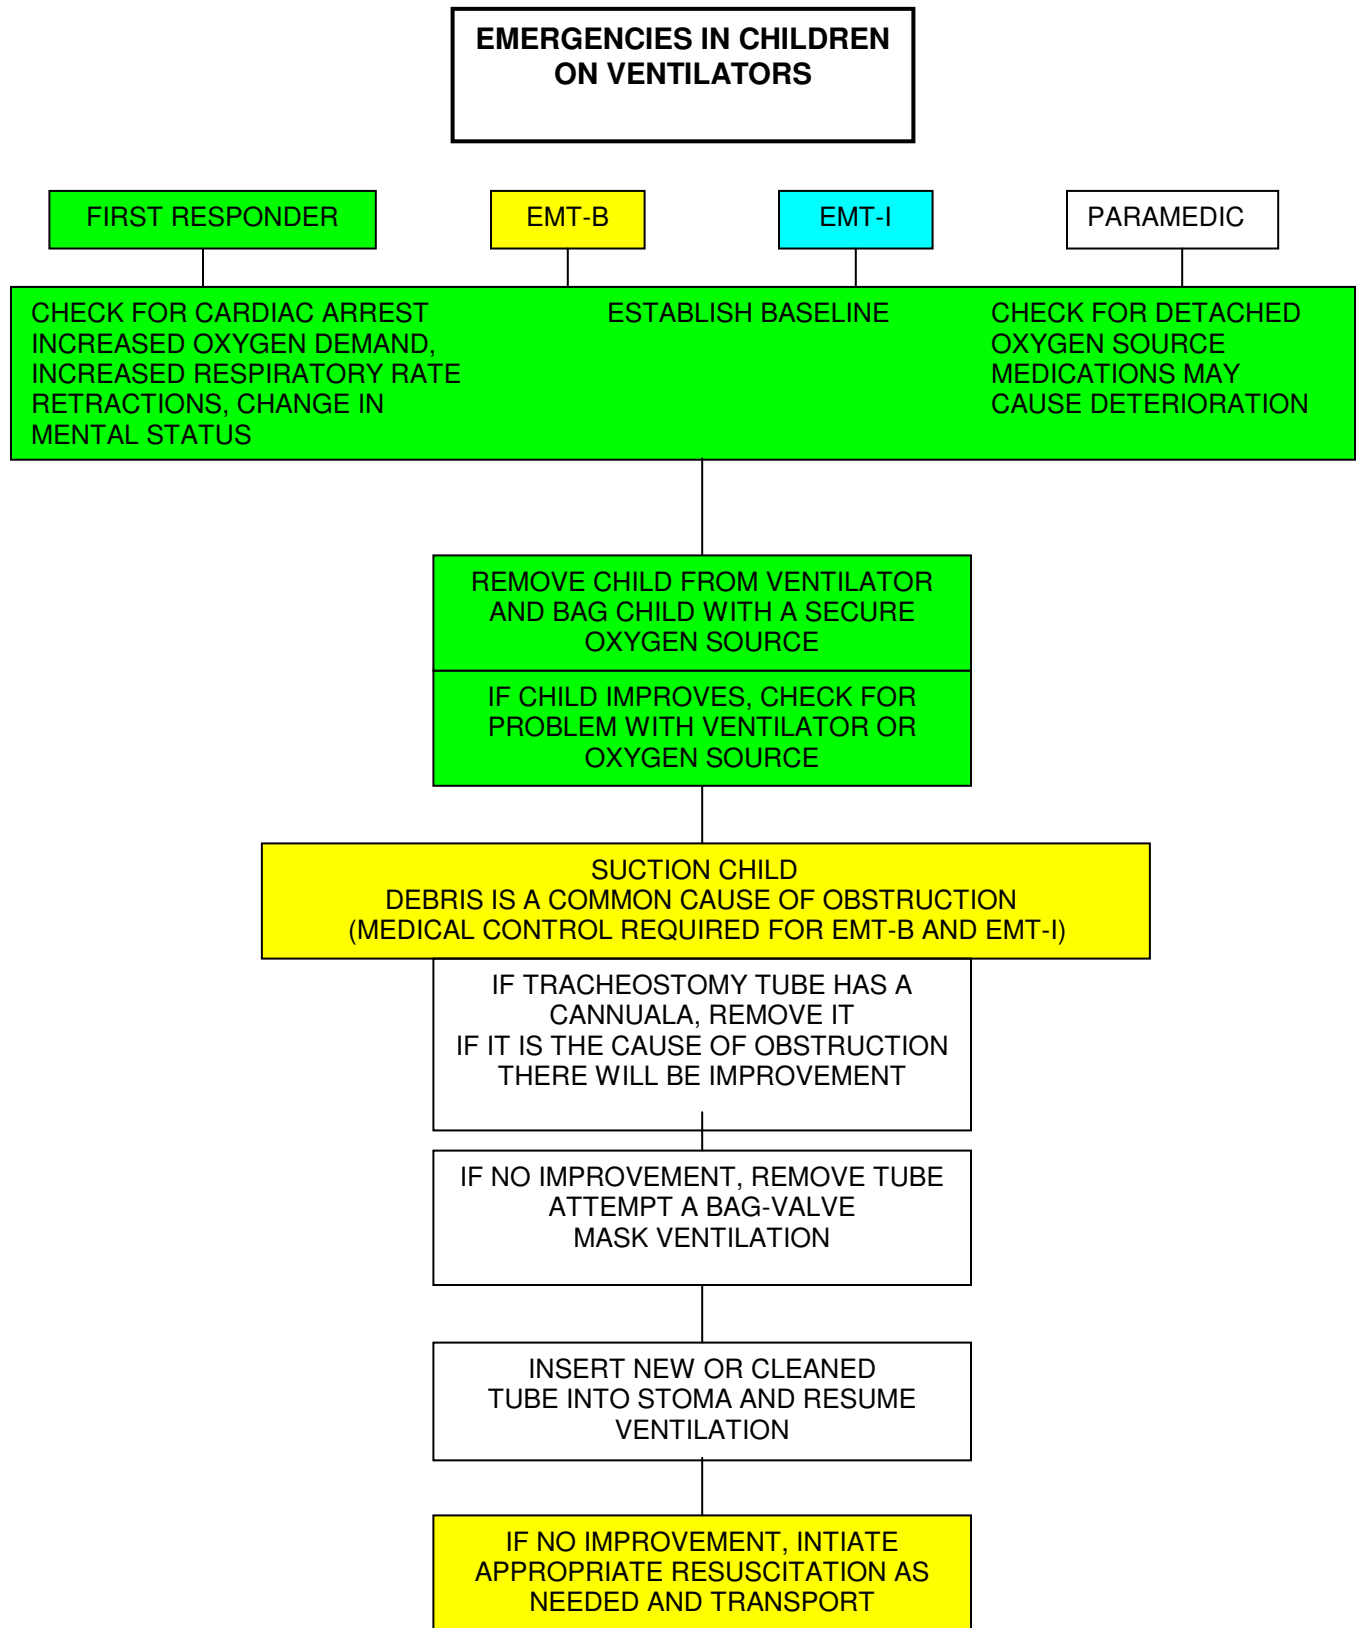 EMERGENCIES IN CHILDREN
ON VENTILATORS
FIRST RESPONDER
EMT-B
EMT-I
PARAMEDIC
CHECK FOR CARDIAC ARREST
INCREASED OXYGEN DEMAND,
INCREASED RESPIRATORY RATE
RETRACTIONS, CHANGE IN
MENTAL STATUS
ESTABLISH BASELINE
CHECK FOR DETACHED
OXYGEN SOURCE
MEDICATIONS MAY
CAUSE DETERIORATION
REMOVE CHILD FROM VENTILATOR
AND BAG CHILD WITH A SECURE
OXYGEN SOURCE
IF CHILD IMPROVES, CHECK FOR
PROBLEM WITH VENTILATOR OR
OXYGEN SOURCE
SUCTION CHILD
DEBRIS IS A COMMON CAUSE OF OBSTRUCTION
(MEDICAL CONTROL REQUIRED FOR EMT-B AND EMT-I)
IF TRACHEOSTOMY TUBE HAS A
CANNUALA, REMOVE IT
IF IT IS THE CAUSE OF OBSTRUCTION
THERE WILL BE IMPROVEMENT
IF NO IMPROVEMENT, REMOVE TUBE
ATTEMPT A BAG-VALVE
MASK VENTILATION
INSERT NEW OR CLEANED
TUBE INTO STOMA AND RESUME
VENTILATION
IF NO IMPROVEMENT, INTIATE
APPROPRIATE RESUSCITATION AS
NEEDED AND TRANSPORT